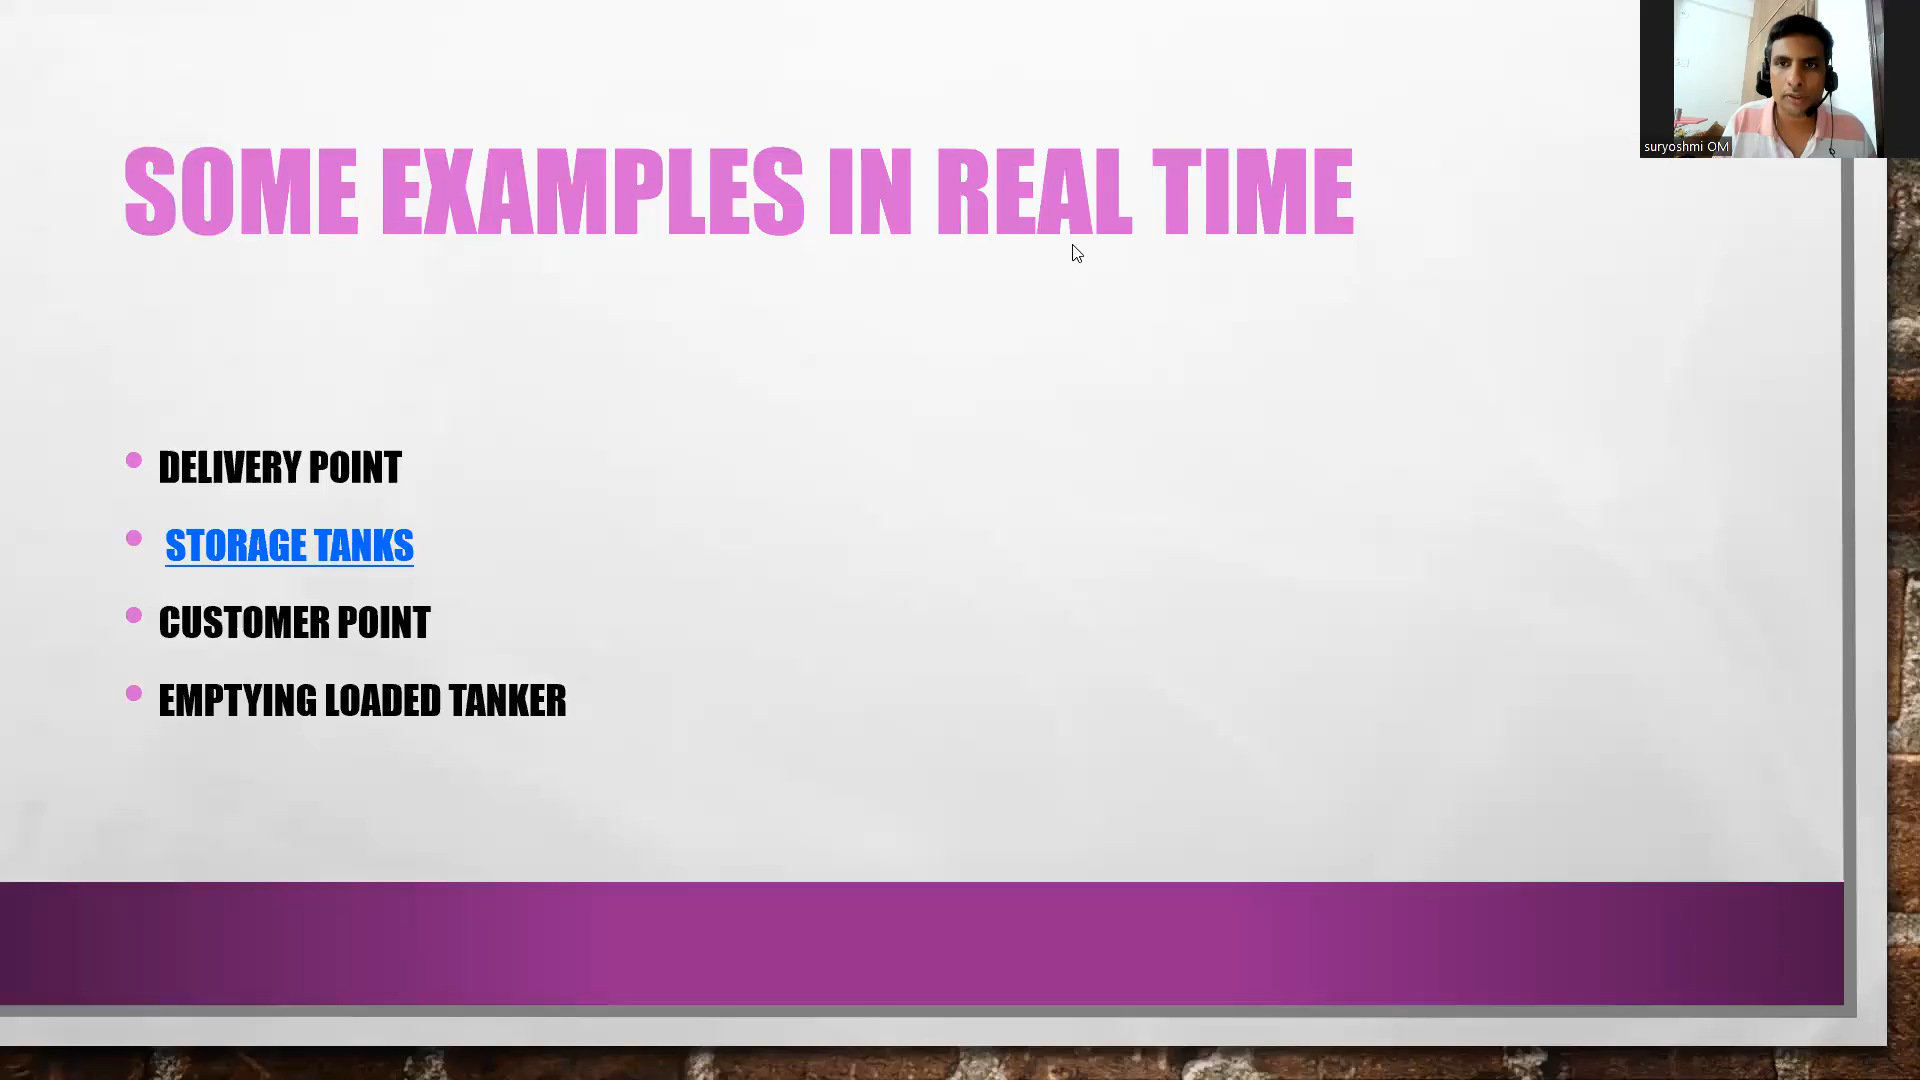 SOME EXAMPLES IN REAL TIME
suryoshmi OM
DELIVERY POINT
STORAGE TANKS
CUSTOMER POINT
EMPTYING LOADED TANKER